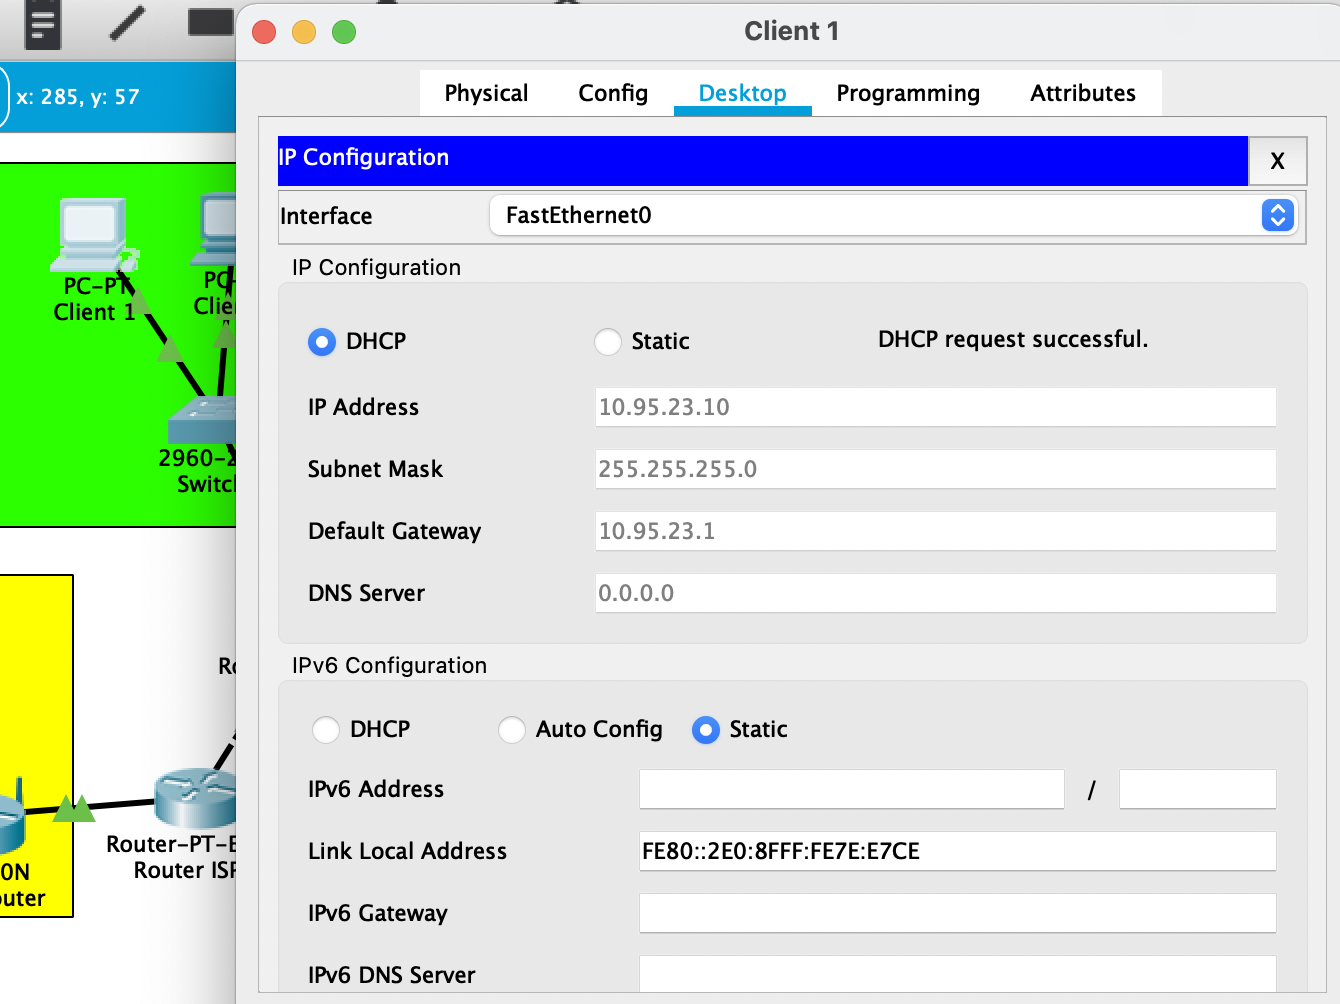 Client 1
x: 285, y: 57
Physical
Config
Desktop
Programming
Attributes
IP Configuration
X
Interface
FastEthernet0
IP Configuration
DHCP
Static
DHCP request successful.
IP Address
10.95.23.10
Subnet Mask
255.255.255.0
Default Gateway
10.95.23.1
DNS Server
0.0.0.0
IPv6 Configuration
DHCP
Auto Config
Static
IPv6 Address
/
Link Local Address
FE80::2E0:8FFF:FE7E:E7CE
IPv6 Gateway
IPv6 DNS Server
PC-PT
Client 1
PC-
Clie
2960-2
Switc
Ro
Router-PT-E
Router ISP
0N
outer